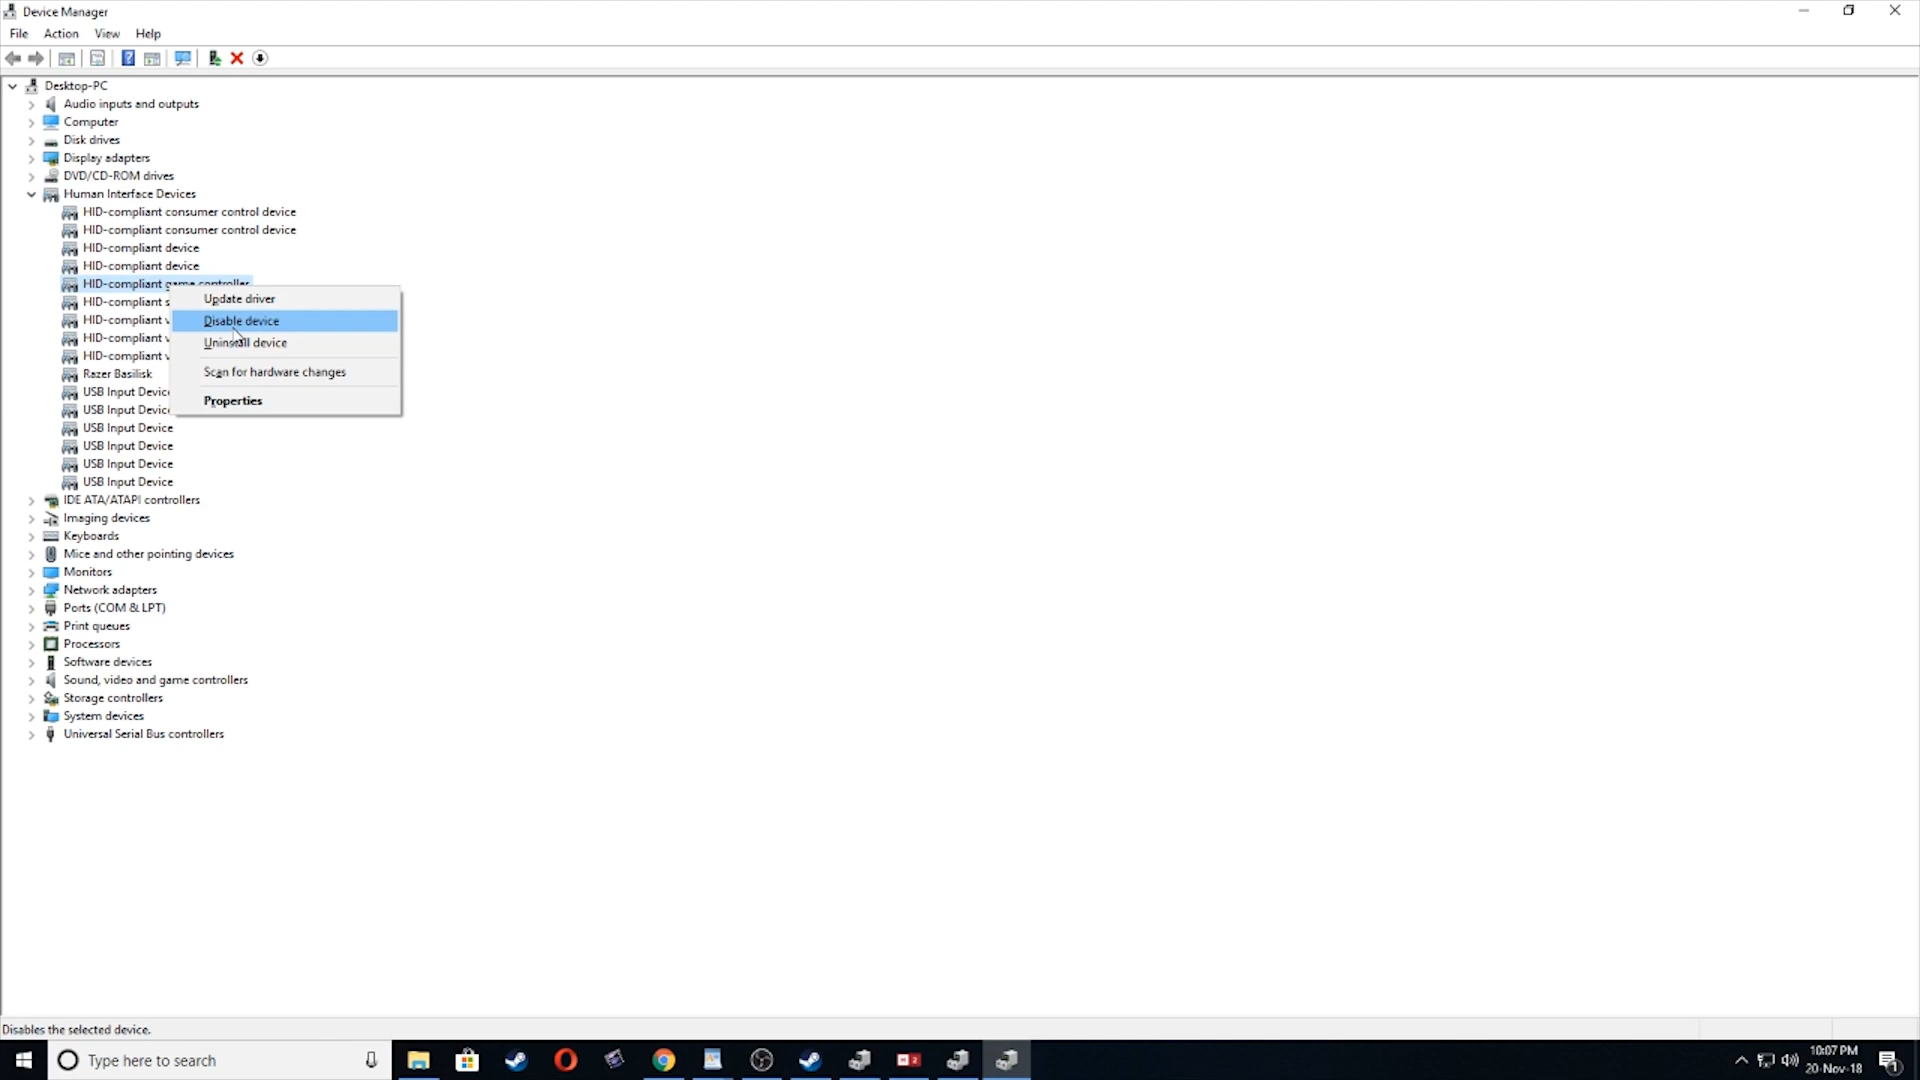 Device Manager
File Action View Help
Desktop-PC
Audio inputs and outputs
Computer
Disk drives
Display adapters
DVD/CD-ROM drives
Human Interface Devices
HID-compliant consumer control device
HID-compliant consumer control device
HID-compliant device
HID-compliant device
HID-compliant game controller
HID-compliant s
HID-compliant v
HID-compliant v
HID-compliant v
Razer Basilisk
USB Input Devic
USB Input Devic
USB Input Device
USB Input Device
USB Input Device
USB Input Device
Update driver
Disable device
Uninstall device
Scan for hardware changes
Properties
IDE ATA/ATAPI controllers
Imaging devices
Keyboards
Mice and other pointing devices
Monitors
Network adapters
Ports (COM & LPT)
Print queues
Processors
Software devices
Sound, video and game controllers
Storage controllers
System devices
Universal Serial Bus controllers
Disables the selected device.
Type here to search
10:07 PM
20-Nov-18
1